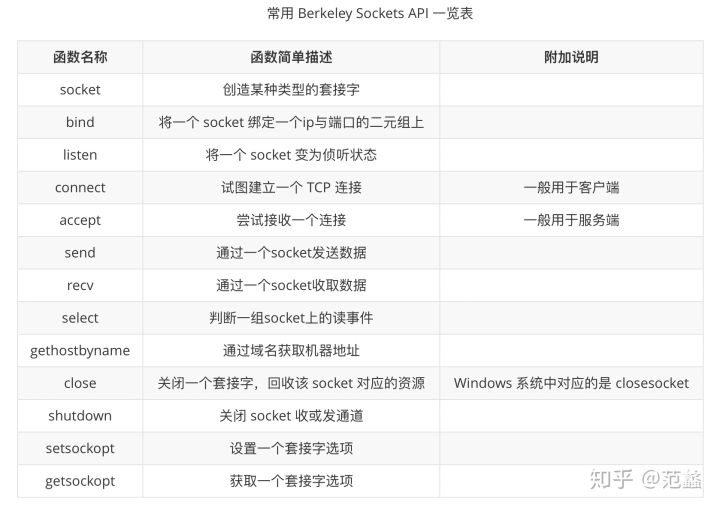 常用 Berkeley Sockets API 一览表
函数名称 函数简单描述 附加说明
socket 创造某种类型的套接字
bind 将一个 socket 绑定一个ip与端口的二元组上
listen 将一个 socket 变为侦听状态
connect 试图建立一个 TCP 连接 一般用于客户端
accept 尝试接收一个连接 一般用于服务端
send 通过一个socket发送数据
recv 通过一个socket收取数据
select 判断一组socket上的读事件
gethostbyname 通过域名获取机器地址
close 关闭一个套接字，回收该 socket 对应的资源 Windows 系统中对应的是 closesocket
shutdown 关闭 socket 收或发通道
setsockopt 设置一个套接字选项
getsockopt 获取一个套接字选项
知乎 @范蠡